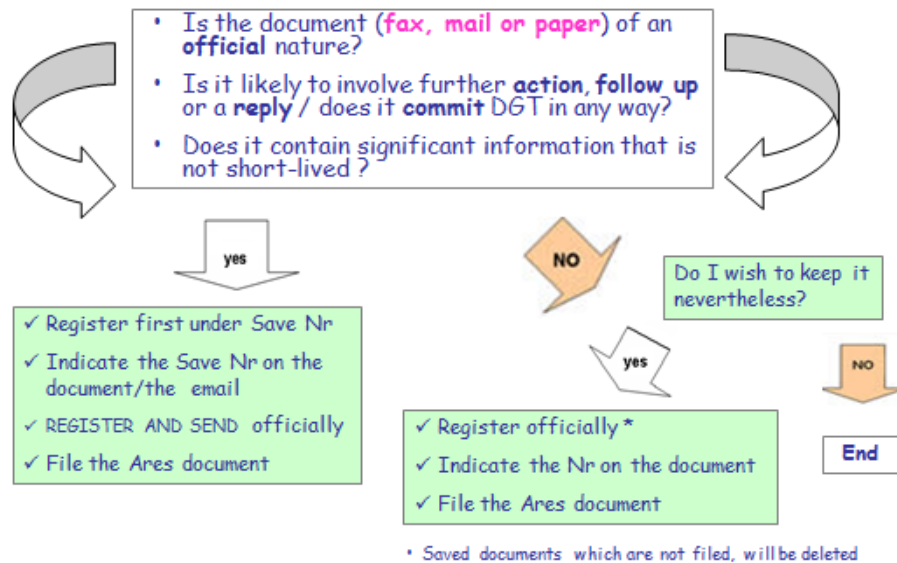 • Is the document (fax, mail or paper) of an
official nature?
• Is it likely to involve further action, follow up
or a reply / does it commit DGT in any way?
• Does it contain significant information that is
not short-lived ?
yes
NO
Do I wish to keep it
nevertheless?
✓ Register first under Save Nr
✓ Indicate the Save Nr on the
document/the email
✓ REGISTER AND SEND officially
✓ File the Ares document
yes
NO
✓ Register officially *
✓ Indicate the Nr on the document
✓ File the Ares document
End
• Saved documents which are not filed, will be deleted